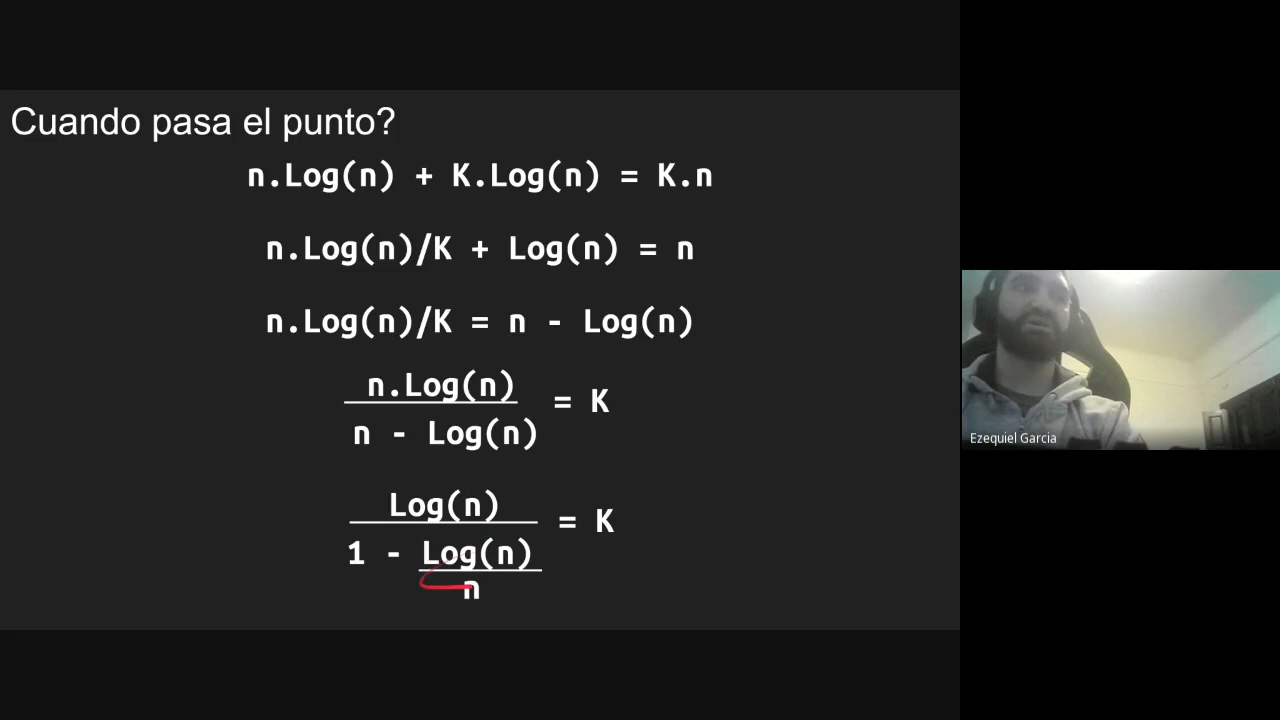 Cuando pasa el punto?
n.Log(n) + K.Log(n) = K.n
n.Log(n)/K + Log(n) = n
n.Log(n)/K = n - Log(n)
n.Log(n)
= K
n - Log(n)
Log(n)
= K
1 - Log(n)
n
Ezequiel Garcia